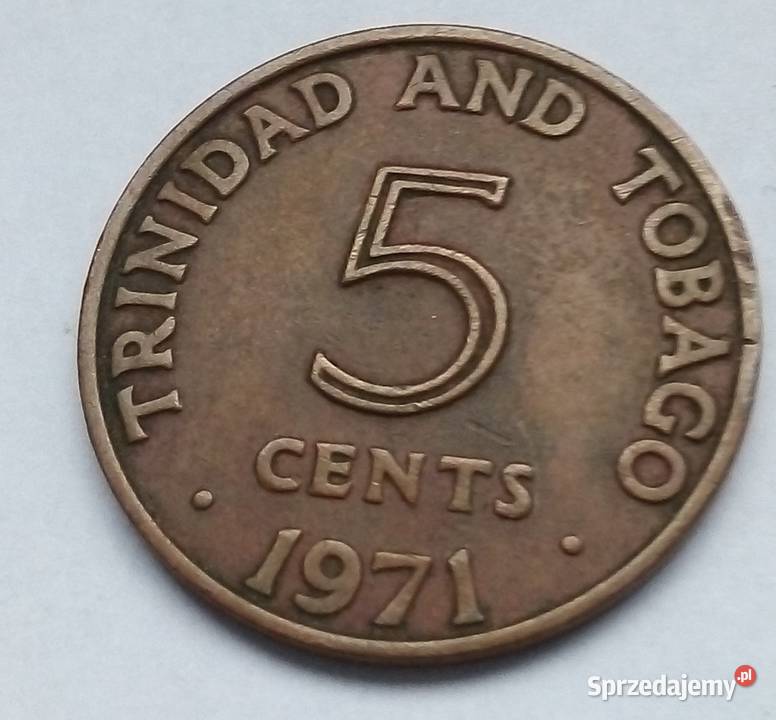 TRINIDAD AND TOBAGO
5
CENTS
· 1971 ·
Sprzedajemy.pl